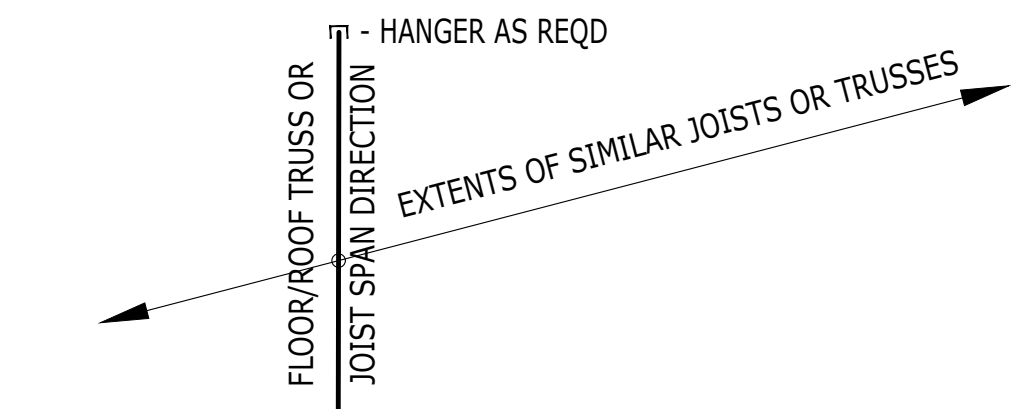 - HANGER AS REQD
FLOOR/ROOF TRUSS OR
JOIST SPAN DIRECTION
EXTENTS OF SIMILAR JOISTS OR TRUSSES